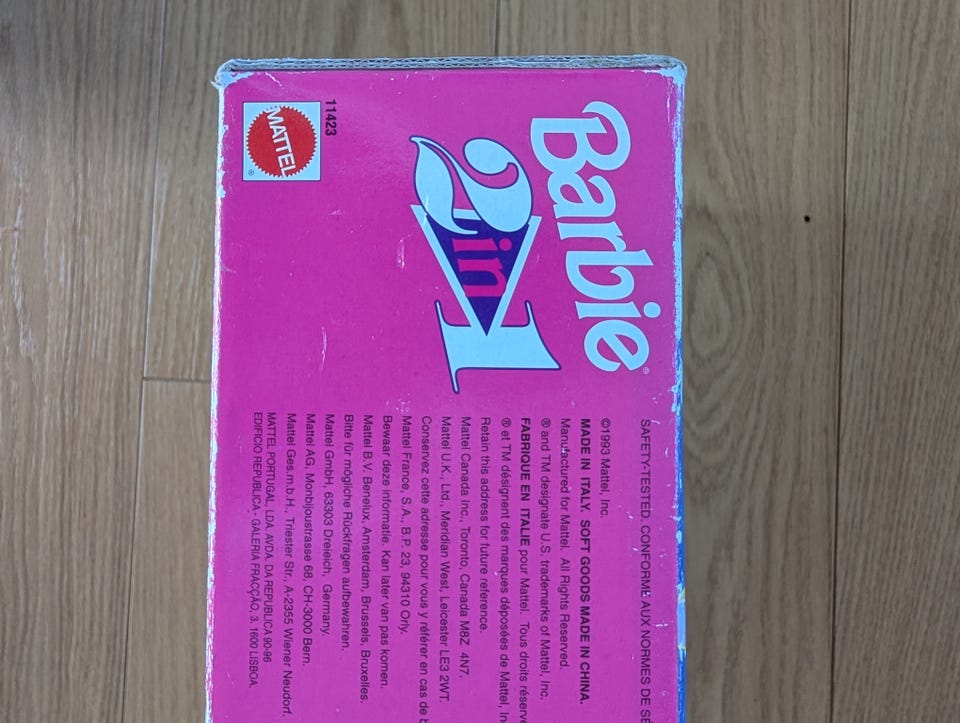 Barbie®
2 in 1
11423
MATTEL®
SAFETY-TESTED. CONFORME AUX NORMES DE
©1993 Mattel, Inc.
MADE IN ITALY. SOFT GOODS MADE IN CHINA.
Manufactured for Mattel. All Rights Reserved.
® and TM designate U.S. trademarks of Mattel, Inc.
FABRIQUE EN ITALIE pour Mattel. Tous droits
® et TM désignent des marques déposées de Mattel,
Retain this address for future reference.
Mattel Canada Inc., Toronto, Canada M8Z 4N7.
Mattel U.K., Ltd., Meridian West, Leicester LE3 2WT.
Conservez cette adresse pour vous y référer en cas de
Mattel France, S.A., B.P. 23, 94310 Orly.
Bewaar deze informatie. Kan later van pas komen.
Mattel B.V. Benelux, Amsterdam, Brussels, Bruxelles.
Bitte für mögliche Rückfragen aufbewahren.
Mattel GmbH, 63303 Dreieich, Germany.
Mattel AG, Monbijoustrasse 68, CH-3000 Bern.
Mattel Ges.m.b.H., Triester Str., A-2355 Wiener Neudorf.
MATTEL PORTUGAL, LDA. AVDA. DA REPUBLICA 90-96
EDIFICIO REPUBLICA - GALERIA FRACÇÃO, 3. 1600 LISBOA.